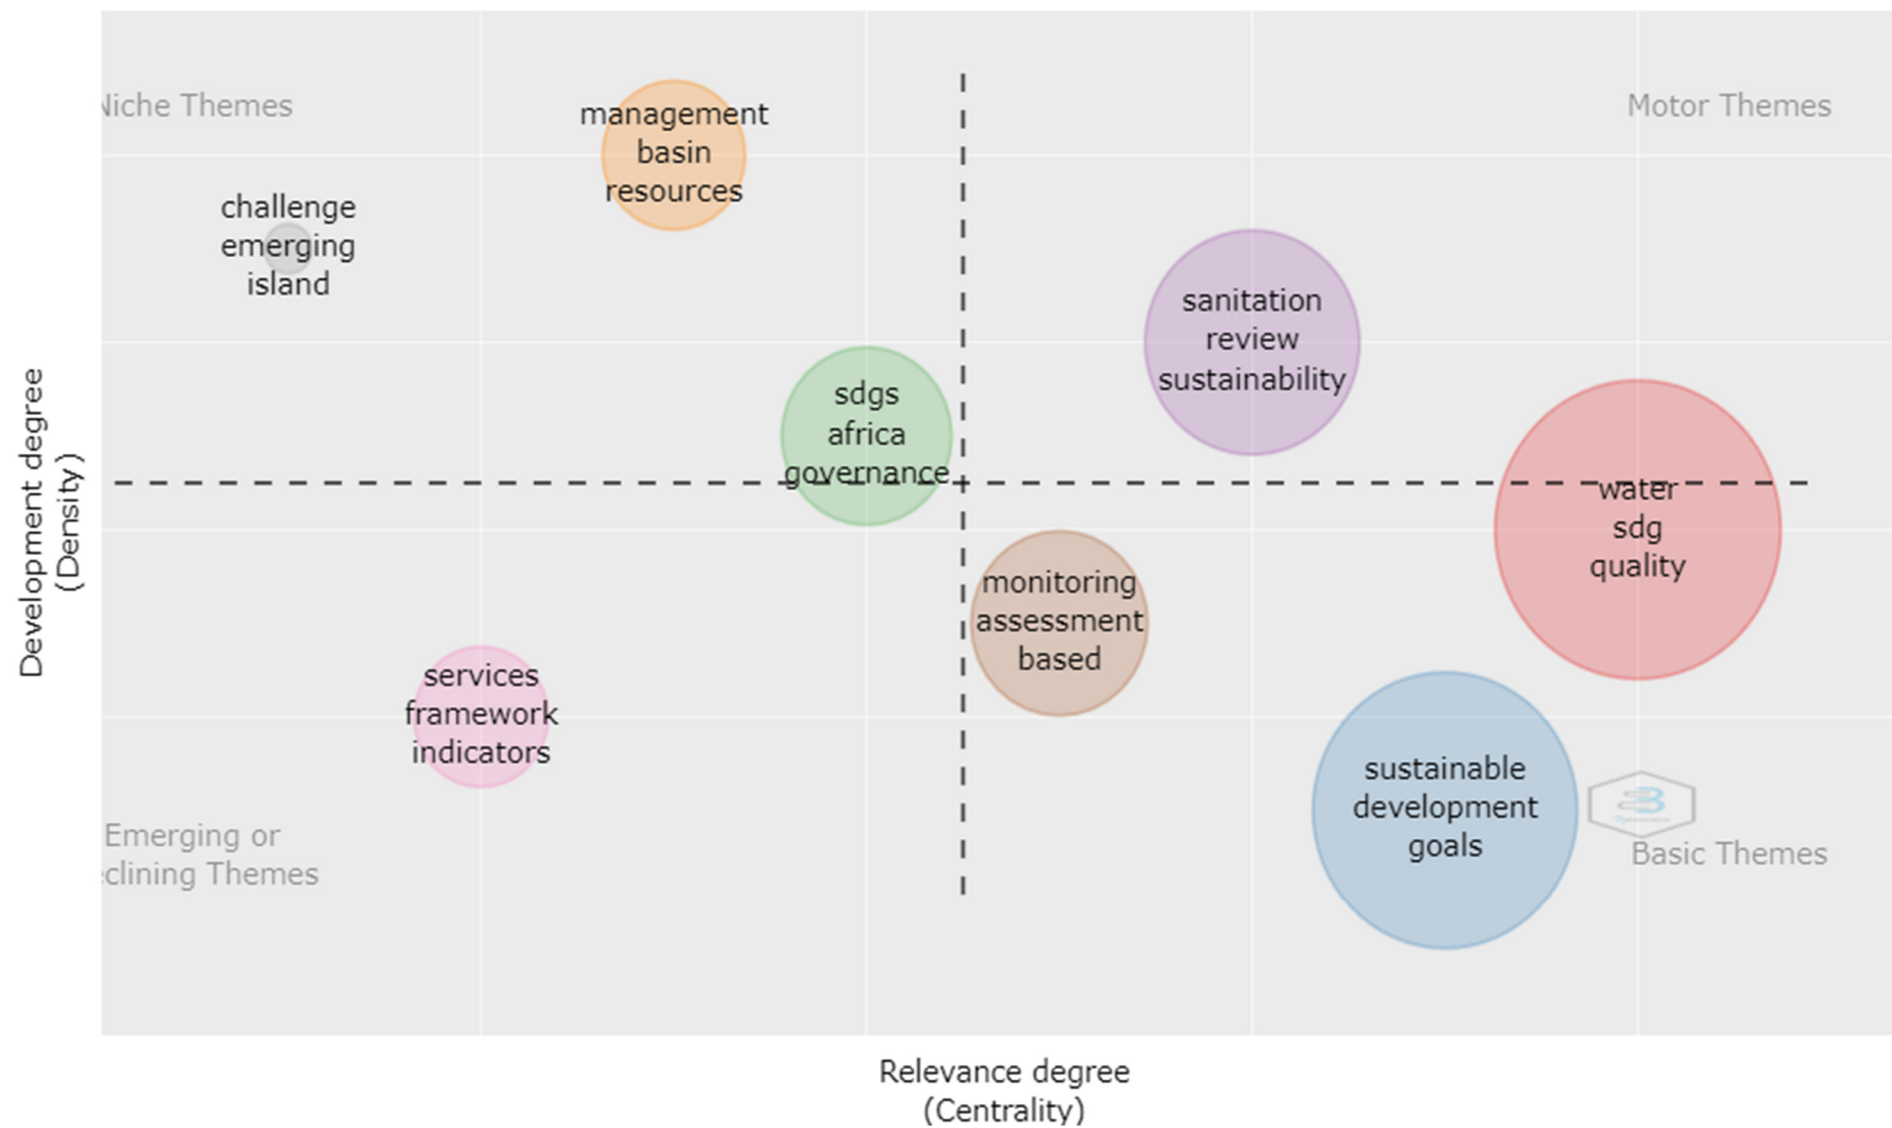 Niche Themes
Motor Themes
management
basin
resources
challenge
emerging
island
sanitation
review
sustainability
sdgs
africa
governance
water
sdg
quality
monitoring
assessment
based
services
framework
indicators
sustainable
development
goals
Emerging or
eclining Themes
Basic Themes
Development degree
(Density)
Relevance degree
(Centrality)